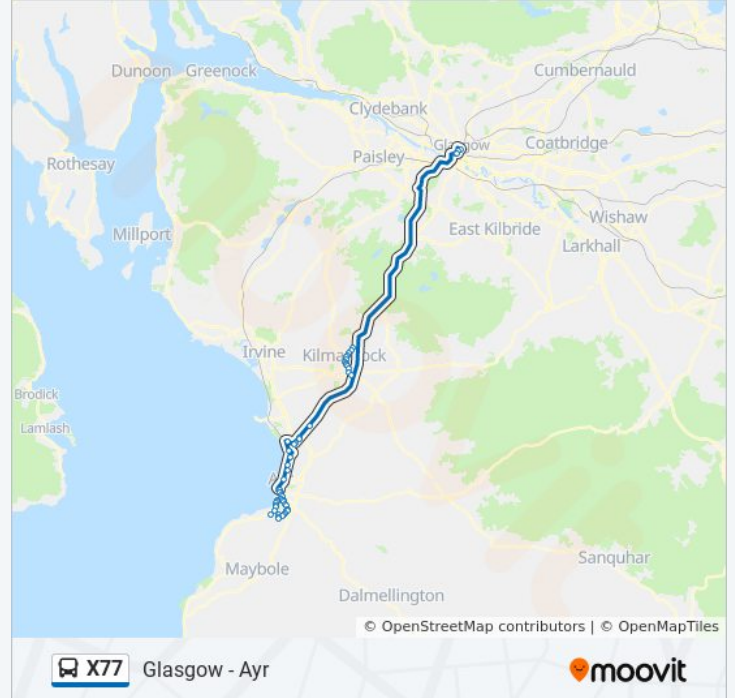 Dunoon
Greenock
Cumbernauld
Clydebank
Glasgow
Coatbridge
Paisley
Rothesay
Wishaw
East Kilbride
Millport
Larkhall
Irvine
Kilmarnock
Brodick
Lamlash
Sanquhar
Maybole
Dalmellington
© OpenStreetMap contributors | © OpenMapTiles
X77 Glasgow - Ayr
moovit